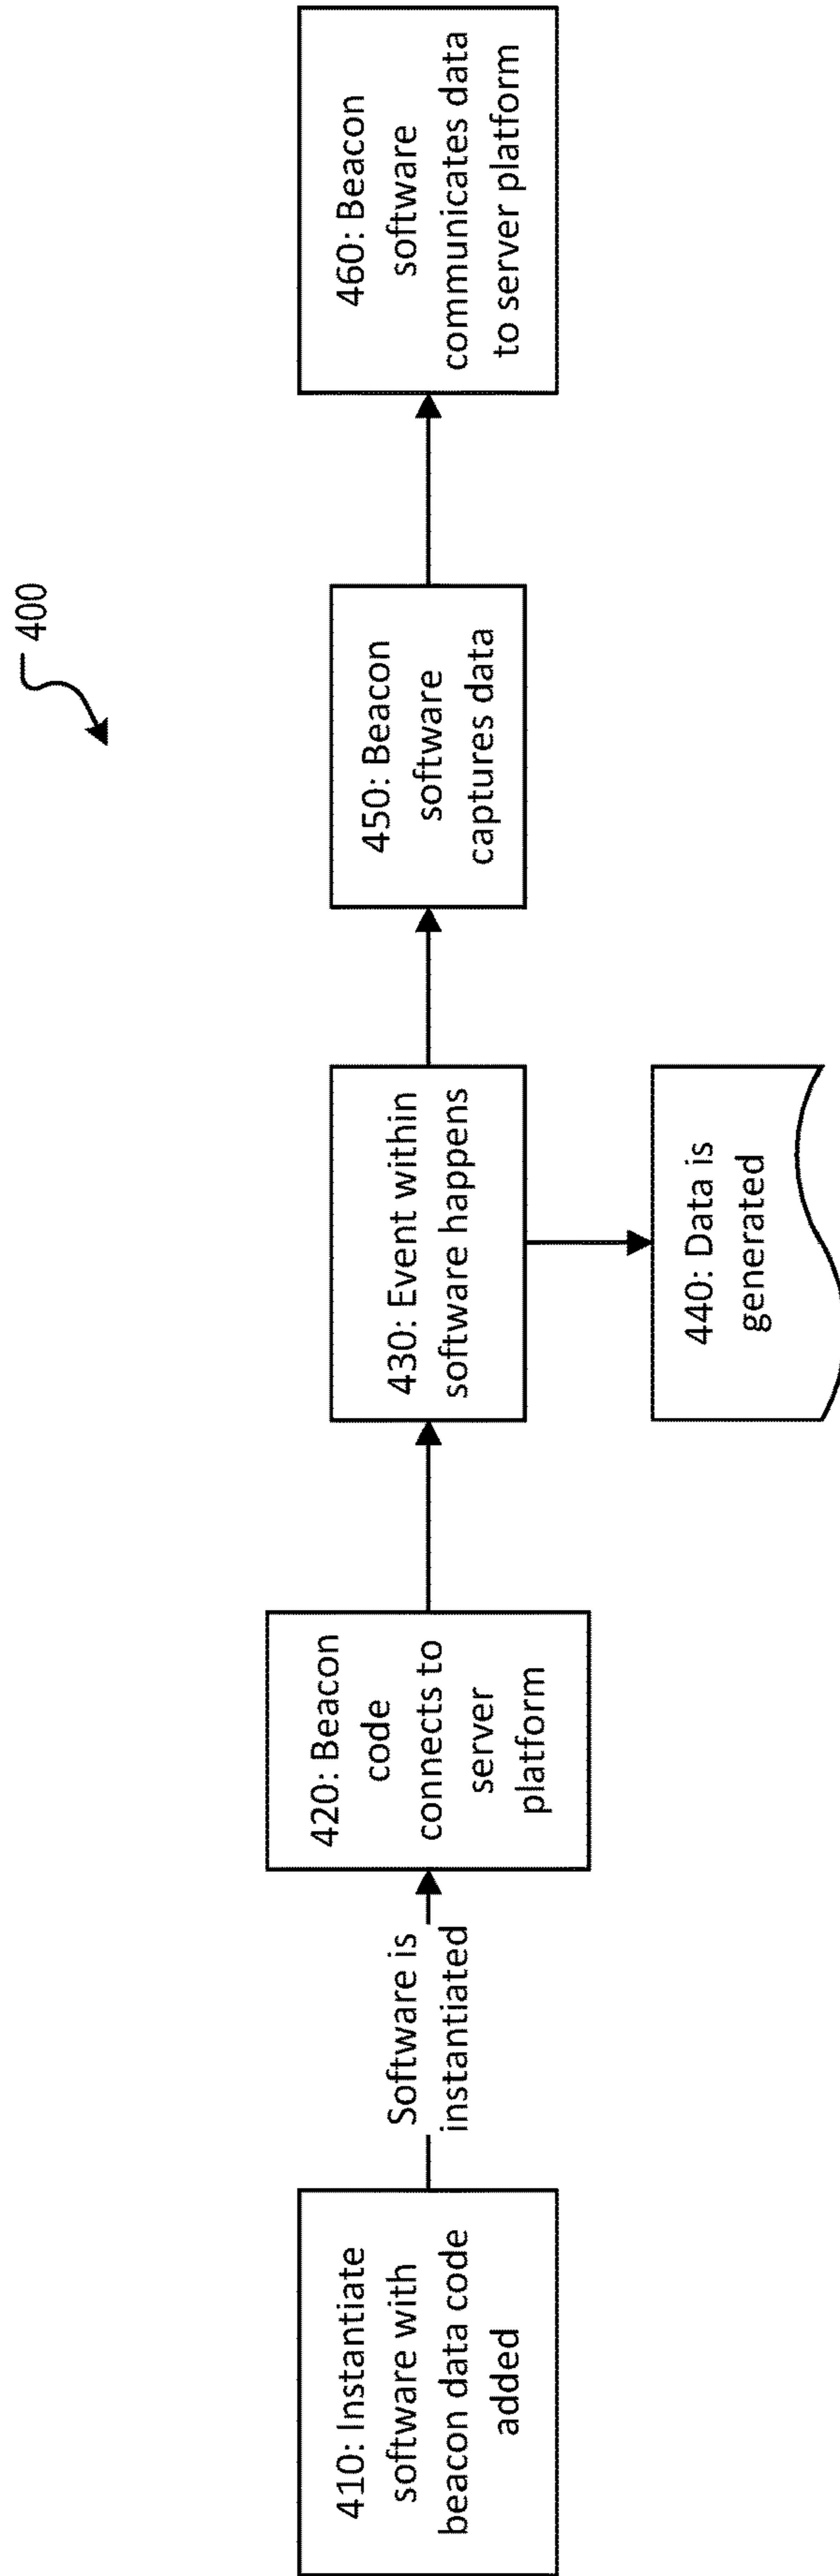 400
410: Instantiate
software with
beacon data code
added
Software is
instantiated
420: Beacon
code
connects to
server
platform
430: Event within
software happens
440: Data is
generated
450: Beacon
software
captures data
460: Beacon
software
communicates data
to server platform